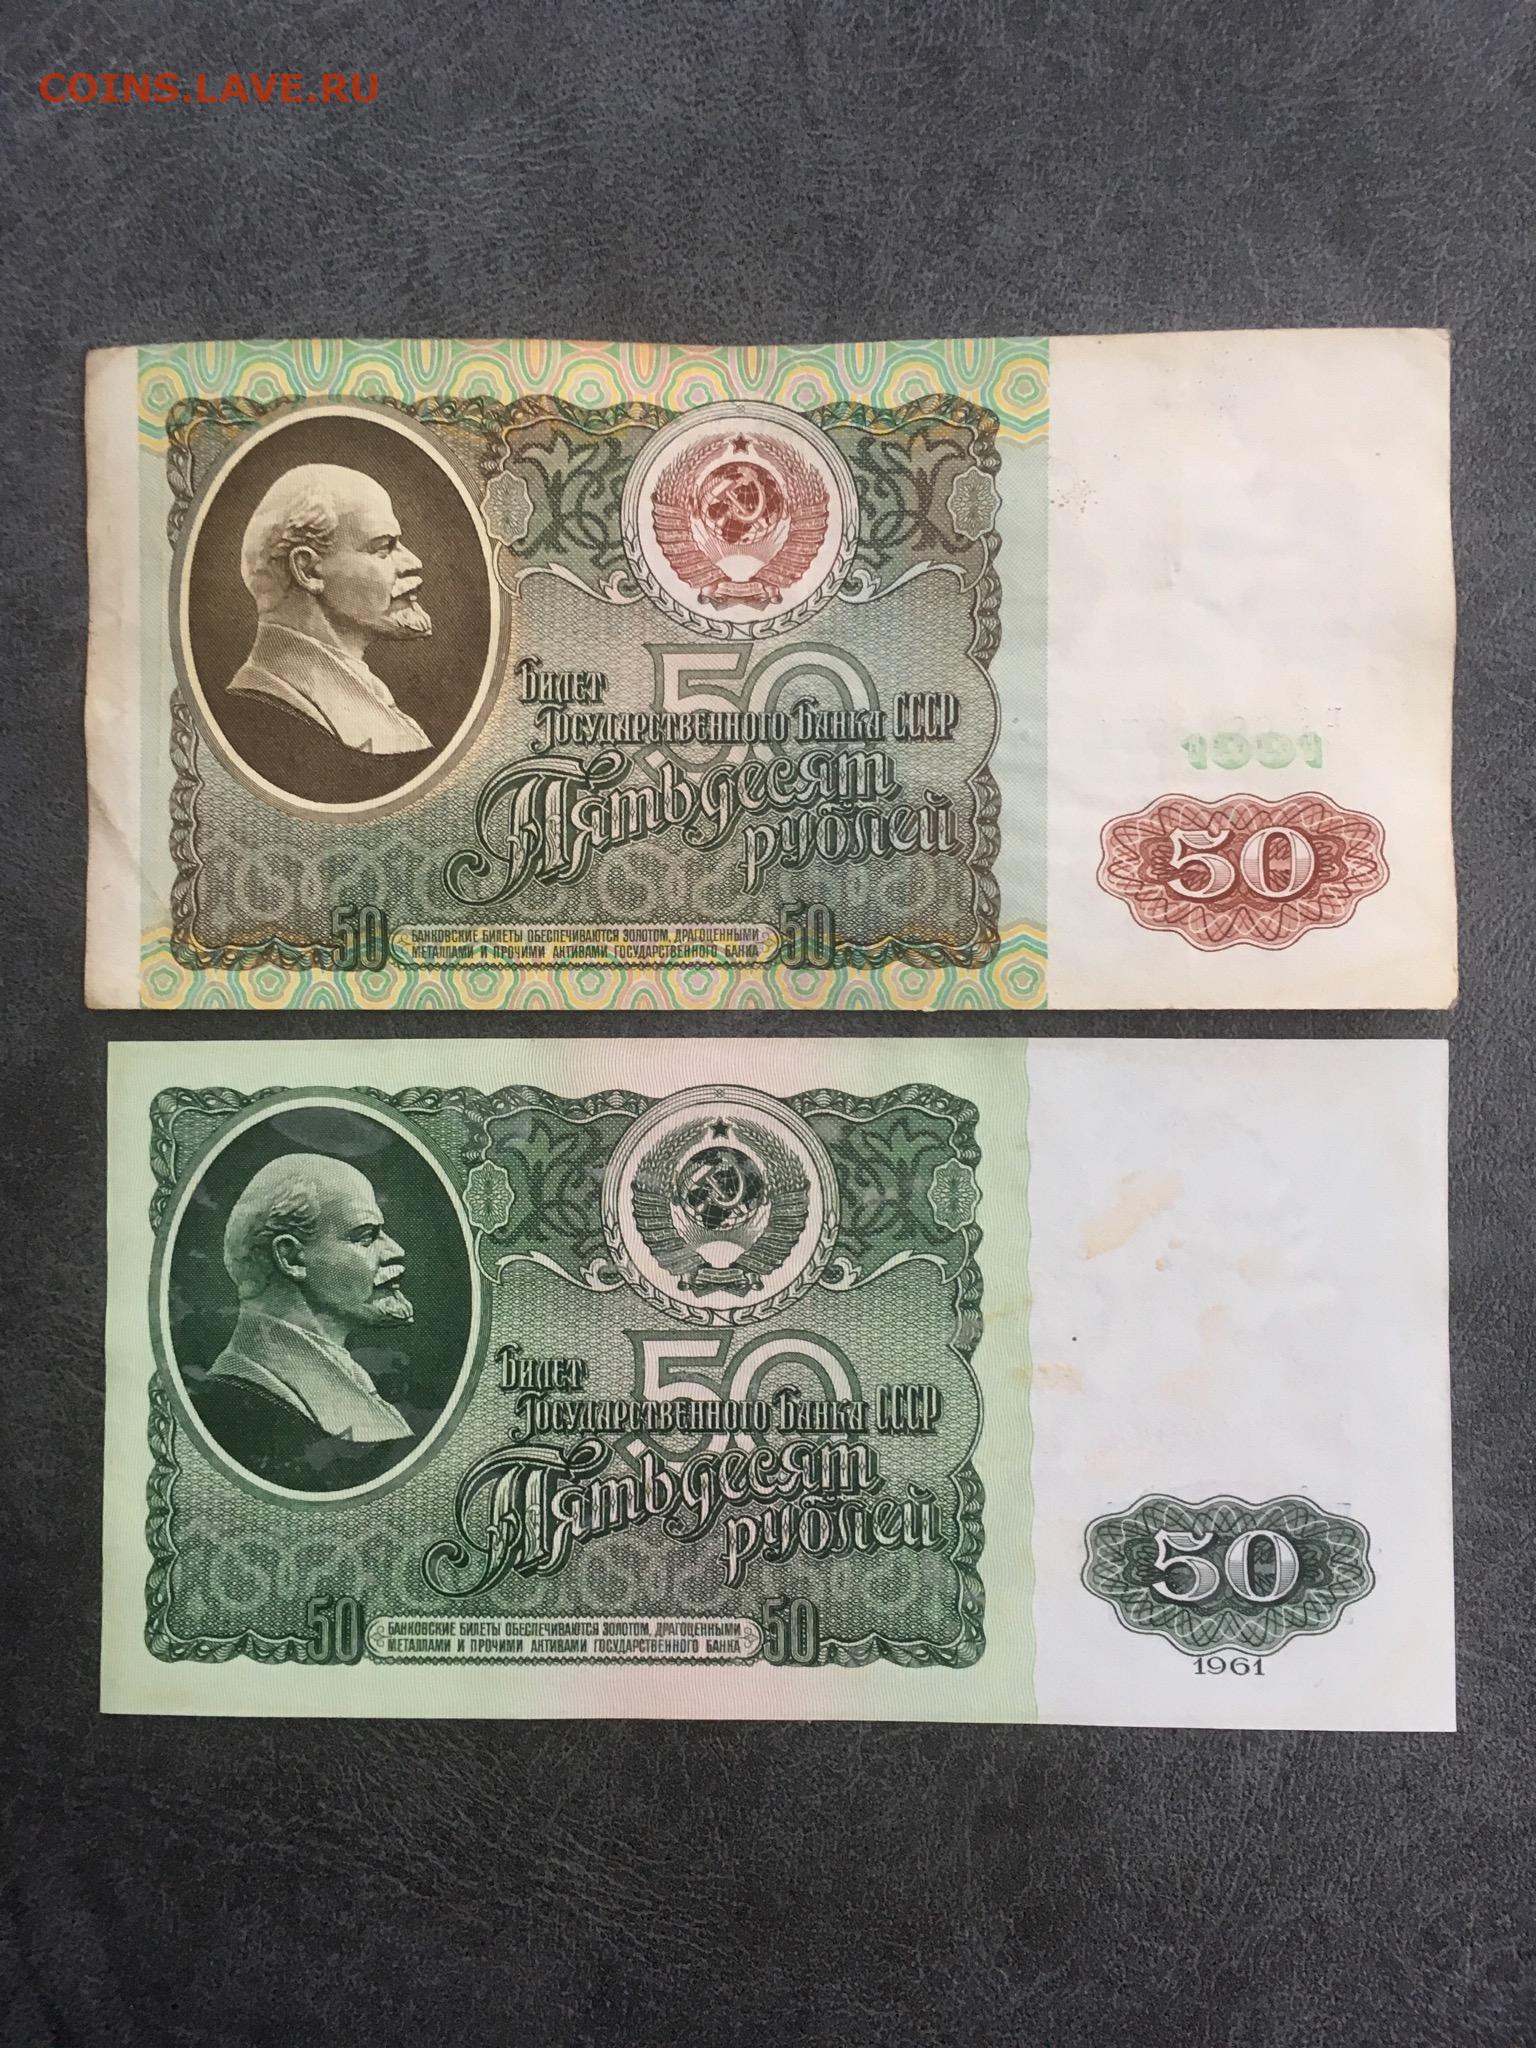 COINS.LAVE.RU
Билет
Государственного Банка СССР
50
Пятьдесят
рублей
50 БАНКОВСКИЕ БИЛЕТЫ ОБЕСПЕЧИВАЮТСЯ ЗОЛОТОМ, ДРАГОЦЕННЫМИ 50
МЕТАЛЛАМИ И ПРОЧИМИ АКТИВАМИ ГОСУДАРСТВЕННОГО БАНКА
1991
50
Билет
Государственного Банка СССР
50
Пятьдесят
рублей
50 БАНКОВСКИЕ БИЛЕТЫ ОБЕСПЕЧИВАЮТСЯ ЗОЛОТОМ, ДРАГОЦЕННЫМИ 50
МЕТАЛЛАМИ И ПРОЧИМИ АКТИВАМИ ГОСУДАРСТВЕННОГО БАНКА
50
1961